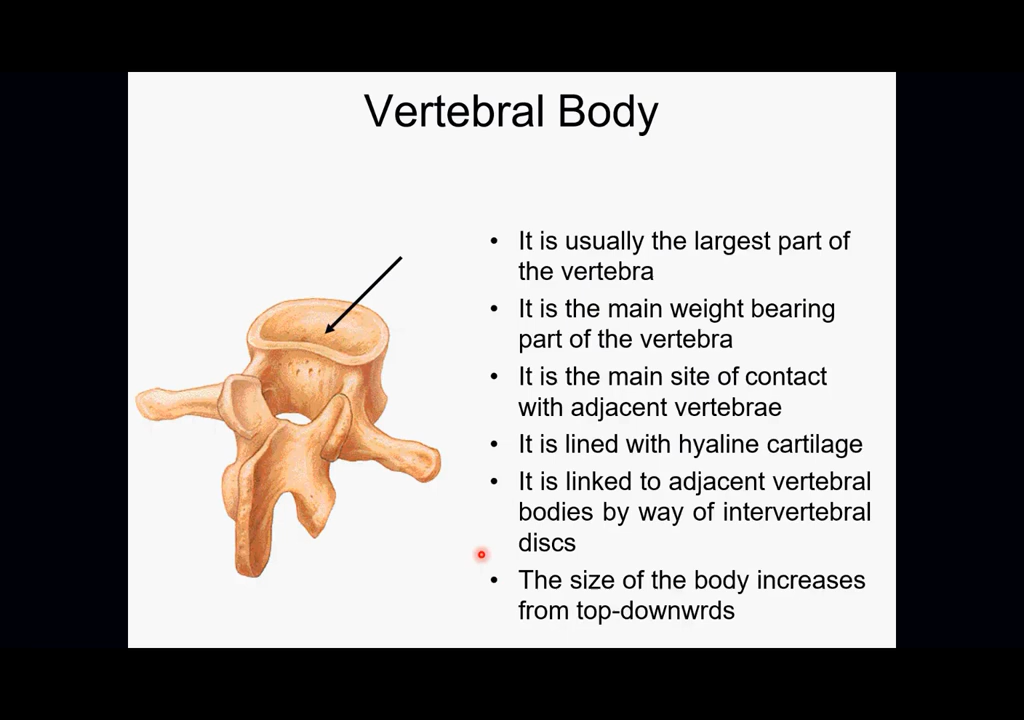 Vertebral Body
• It is usually the largest part of
the vertebra
• It is the main weight bearing
part of the vertebra
• It is the main site of contact
with adjacent vertebrae
• It is lined with hyaline cartilage
• It is linked to adjacent vertebral
bodies by way of intervertebral
discs
• The size of the body increases
from top-downwrds